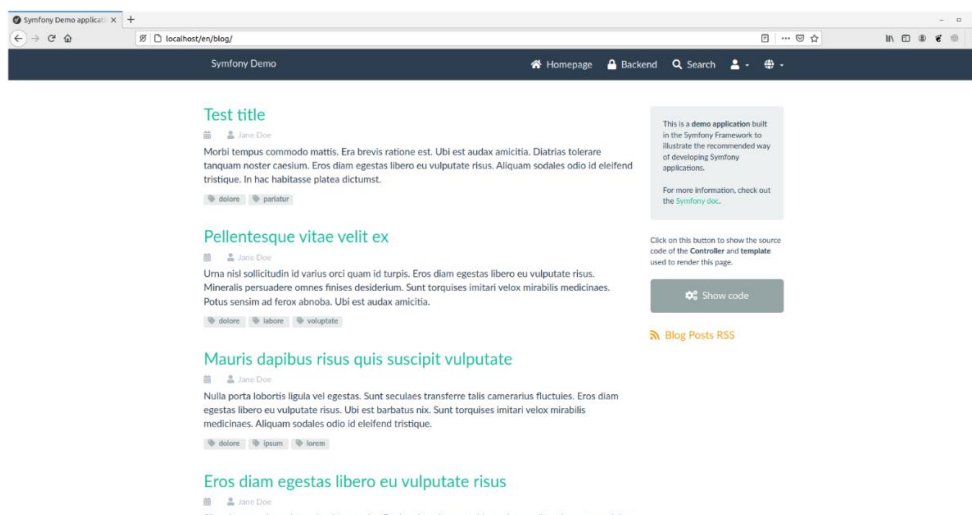 Symfony Demo applicati
localhost/en/blog/
Symfony Demo
Homepage
Backend
Search
Test title
Jane Doe
Morbi tempus commodo mattis. Era brevis ratione est. Ubi est audax amicitia. Diatrias tolerare
tanquam noster caesium. Eros diam egestas libero eu vulputate risus. Aliquam sodales odio id eleifend
tristique. In hac habitasse platea dictumst.
dolore pariatur
Pellentesque vitae velit ex
Jane Doe
Urna nisl sollicitudin id varius orci quam id turpis. Eros diam egestas libero eu vulputate risus.
Mineralis persuadere omnes finises desiderium. Sunt torquises imitari velox mirabilis medicinaes.
Potus sensim ad ferox abnoba. Ubi est audax amicitia.
dolore labore voluptate
Mauris dapibus risus quis suscipit vulputate
Jane Doe
Nulla porta lobortis ligula vel egestas. Sunt seculaes transferre talis camerarius fluctuies. Eros diam
egestas libero eu vulputate risus. Ubi est barbatus nix. Sunt torquises imitari velox mirabilis
medicinaes. Aliquam sodales odio id eleifend tristique.
dolore ipsum lorem
Eros diam egestas libero eu vulputate risus
Jane Doe
This is a demo application built
in the Symfony Framework to
illustrate the recommended way
of developing Symfony
applications.
For more information, check out
the Symfony doc.
Click on this button to show the source
code of the Controller and template
used to render this page.
Show code
Blog Posts RSS